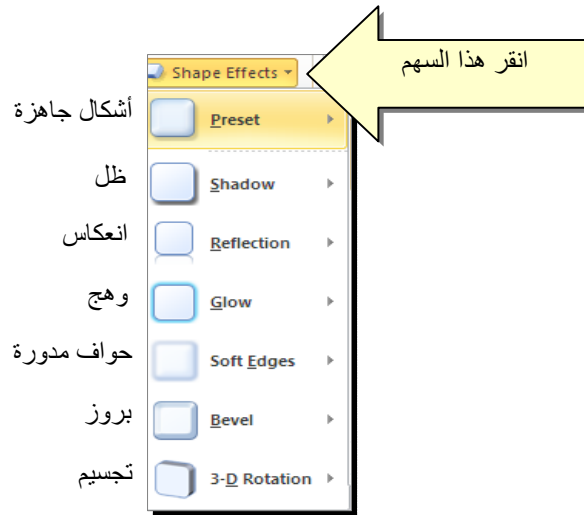 انقر هذا السهم
Shape Effects
أشكال جاهزة Preset
ظل Shadow
انعكاس Reflection
وهج Glow
حواف مدورة Soft Edges
بروز Bevel
تجسيم 3-D Rotation